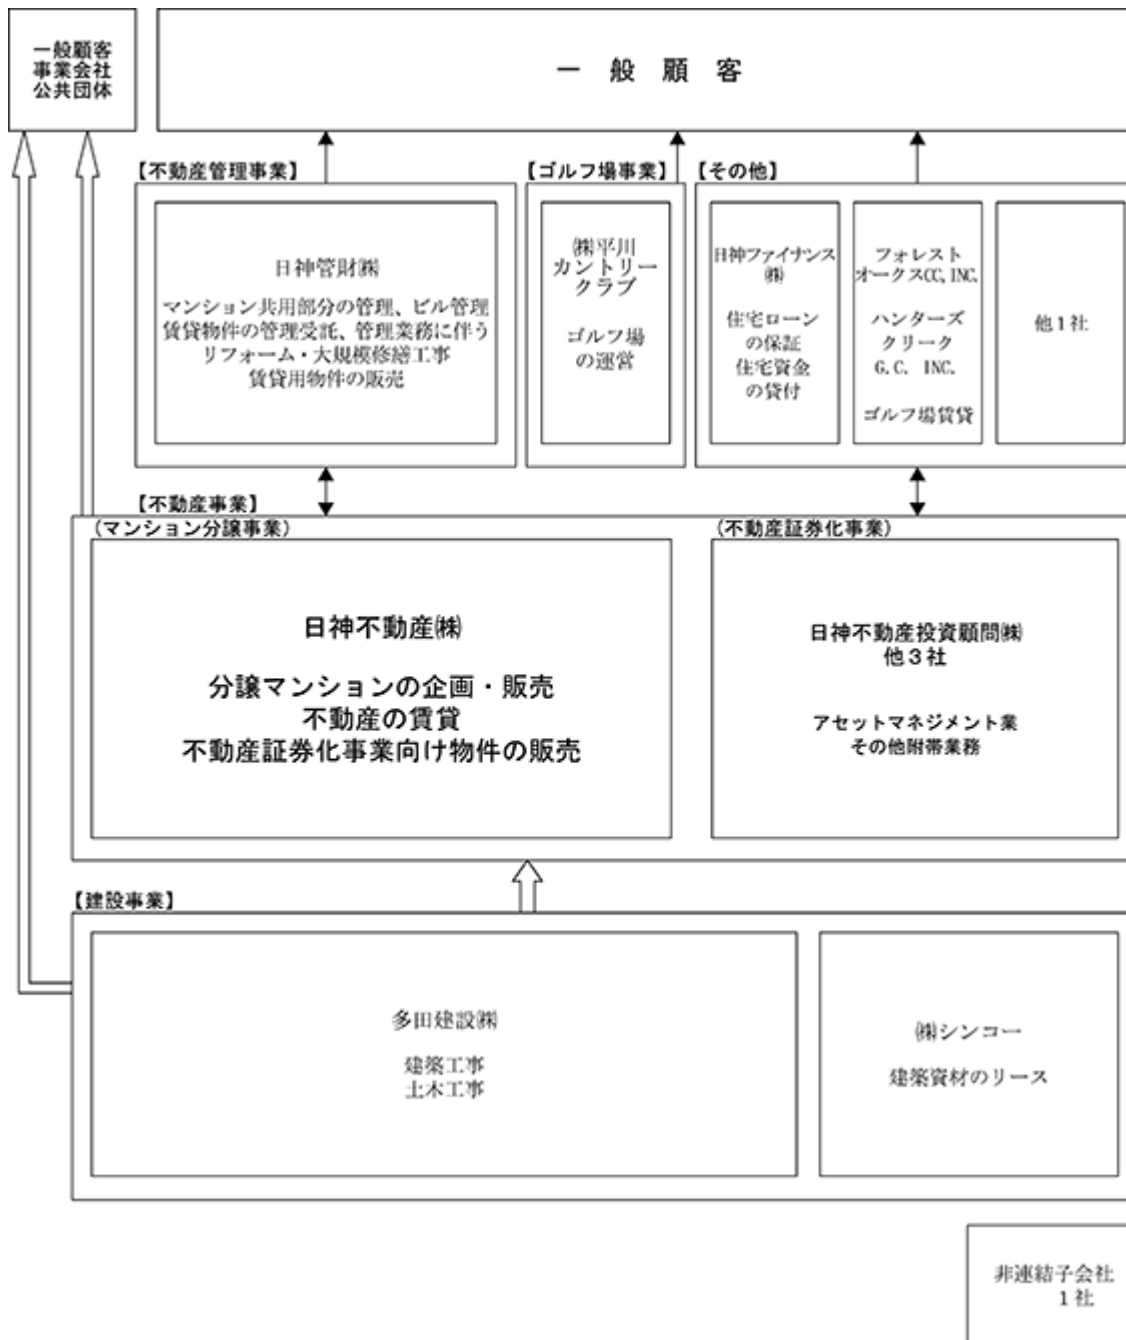 一般顧客
事業会社
公共団体
一般顧客
【不動産管理事業】
【ゴルフ場事業】
【その他】
日神管財㈱
マンション共用部分の管理、ビル管理
賃貸物件の管理受託、管理業務に伴う
リフォーム・大規模修繕工事
賃貸用物件の販売
㈱平川
カントリー
クラブ
ゴルフ場
の運営
日神ファイナンス
㈱
住宅ローン
の保証
住宅資金
の貸付
フォレスト
オークスCC, INC.
ハンターズ
クリーク
G.C. INC.
ゴルフ場賃貸
他1社
【不動産事業】
(マンション分譲事業)
(不動産証券化事業)
日神不動産㈱
分譲マンションの企画・販売
不動産の賃貸
不動産証券化事業向け物件の販売
日神不動産投資顧問㈱
他3社
アセットマネジメント業
その他附帯業務
【建設事業】
多田建設㈱
建築工事
土木工事
㈱シンコー
建築資材のリース
非連結子会社
1社